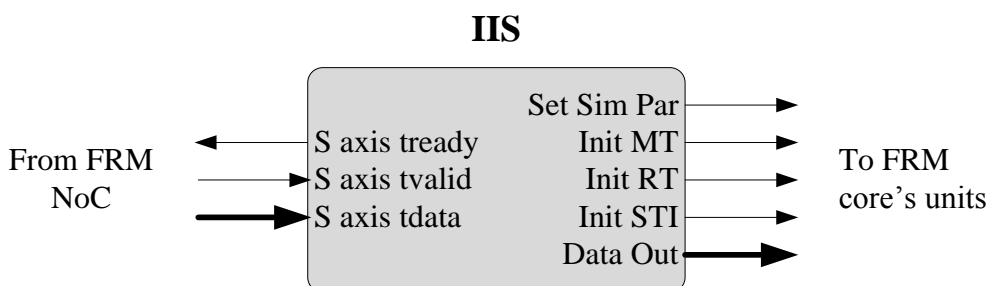 IIS
From FRM
NoC
S axis tready
S axis tvalid
S axis tdata
Set Sim Par
Init MT
Init RT
Init STI
Data Out
To FRM
core's units